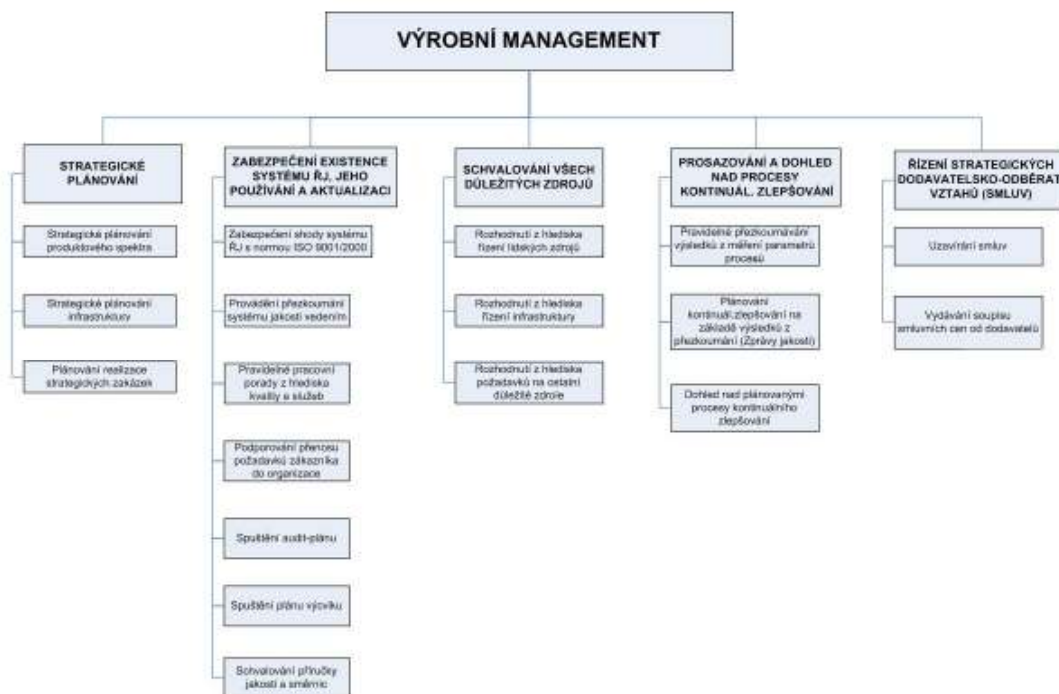 VÝROBNÍ MANAGEMENT
STRATEGICKÉ
PLÁNOVÁNÍ
Strategické plánování
produktového spektra
Strategické plánování
infrastruktury
Plánování realizace
strategických zakázek
ZABEZPEČENÍ EXISTENCE
SYSTÉMU ŘJ, JEHO
POUŽÍVÁNÍ A AKTUALIZACI
Zabezpečení shody systému
ŘJ s normou ISO 9001/2000
Provádění přezkoumání
systému jakosti vedením
Pravidelné pracovní
porady z hlediska
kvality a služeb
Podporování přenosu
požadavků zákazníka
do organizace
Spuštění audit-plánu
Spuštění plánu výcviku
Schvalování příručky
jakosti a směrnic
SCHVALOVÁNÍ VŠECH
DŮLEŽITÝCH ZDROJŮ
Rozhodnutí z hlediska
řízení lidských zdrojů
Rozhodnutí z hlediska
řízení infrastruktury
Rozhodnutí z hlediska
požadavků na ostatní
důležité zdroje
PROSAZOVÁNÍ A DOHLED
NAD PROCESY
KONTINUÁL. ZLEPŠOVÁNÍ
Pravidelné přezkoumávání
výsledků z měření parametrů
procesů
Plánování
kontinuál.zlepšování na
základě výsledků z
přezkoumání (Zprávy jakosti)
Dohled nad plánovanými
procesy kontinuálního
zlepšování
ŘÍZENÍ STRATEGICKÝCH
DODAVATELSKO-ODBĚRAT
VZTAHŮ (SMLUV)
Uzavírání smluv
Vydávání soupisu
smluvních cen od dodavatelů